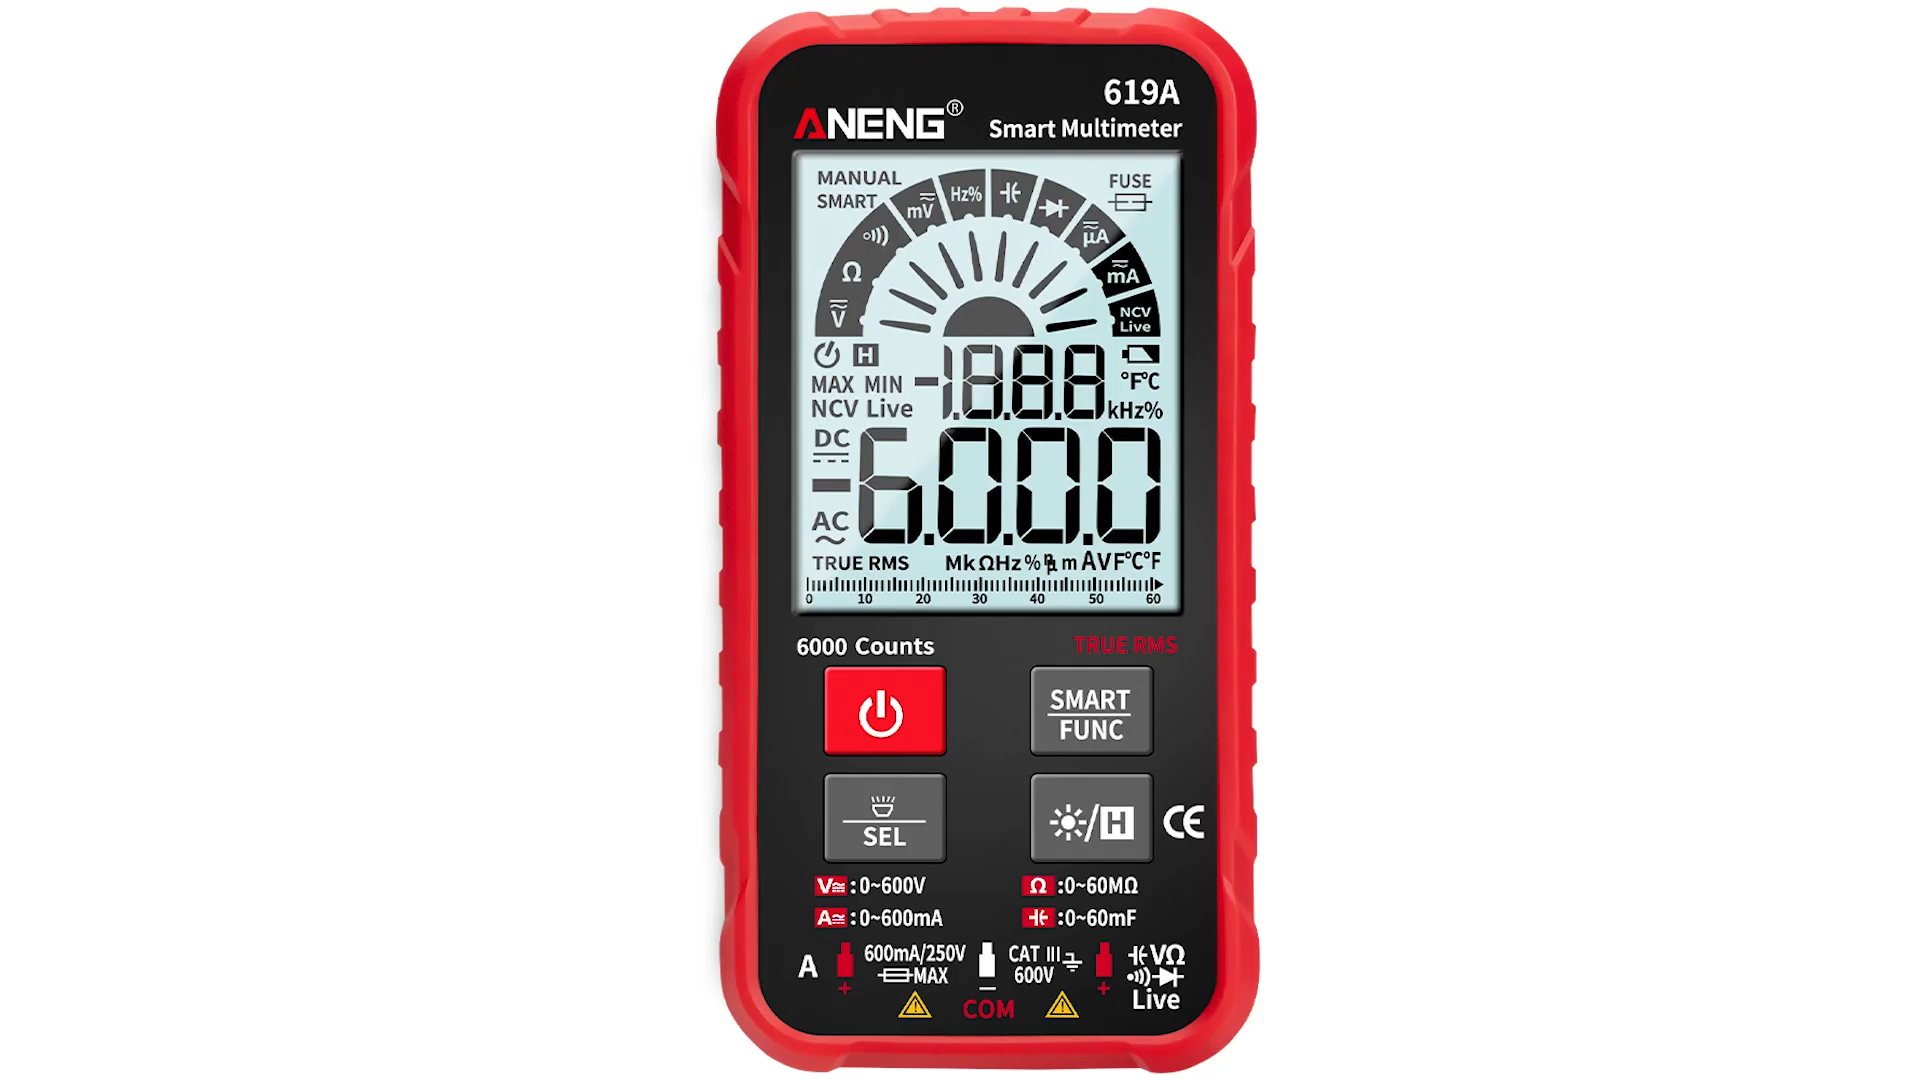 619A
ANENG®
Smart Multimeter
MANUAL
SMART
FUSE
mV
Hz%
µA
mA
NCV
Live
Ω
V
H
MAX MIN
NCV Live
-1.8.8.8
°F°C
kHz%
DC
AC
-6.0.0.0
TRUE RMS
MkΩHz%nµmAVF°C°F
0 10 20 30 40 50 60
6000 Counts
TRUE RMS
SMART
FUNC
SEL
/H
CE
V : 0~600V
Ω :0~60MΩ
A : 0~600mA
:0~60mF
A
+
600mA/250V
MAX
−
COM
CAT III
600V
+
VΩ
Live